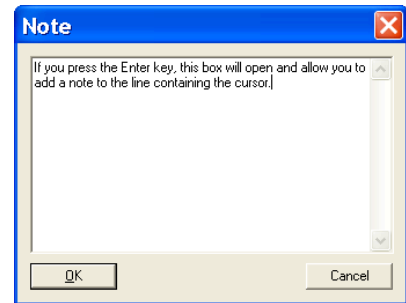 Note
If you press the Enter key, this box will open and allow you to
add a note to the line containing the cursor.
OK
Cancel